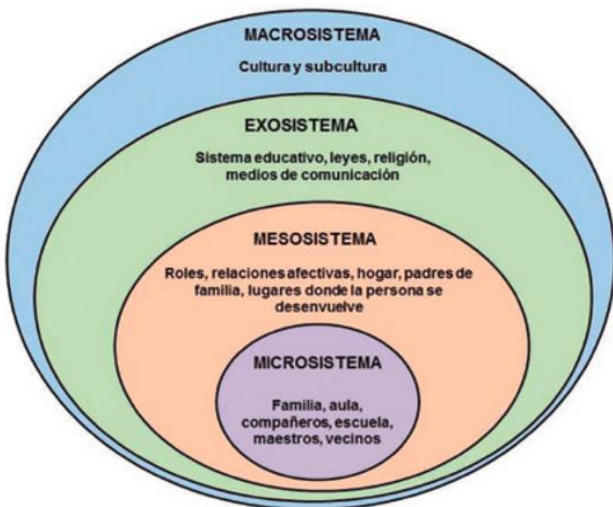 MACROSISTEMA
Cultura y subcultura
EXOSISTEMA
Sistema educativo, leyes, religión,
medios de comunicación
MESOSISTEMA
Roles, relaciones afectivas, hogar, padres de
familia, lugares donde la persona se
desenvuelve
MICROSISTEMA
Familia, aula,
compañeros, escuela,
maestros, vecinos